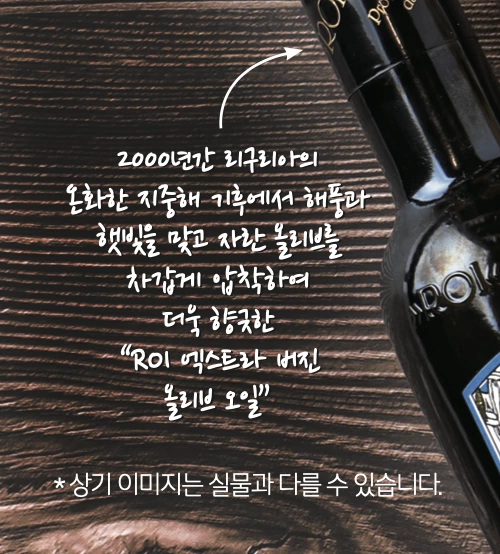 2000년간 리구리아의
온화한 지중해 기후에서 해풍과
햇빛을 맞고 자란 올리브를
차갑게 압착하여
더욱 향긋한
"ROI 엑스트라 버진
올리브 오일"
ROI
* 상기 이미지는 실물과 다를 수 있습니다.